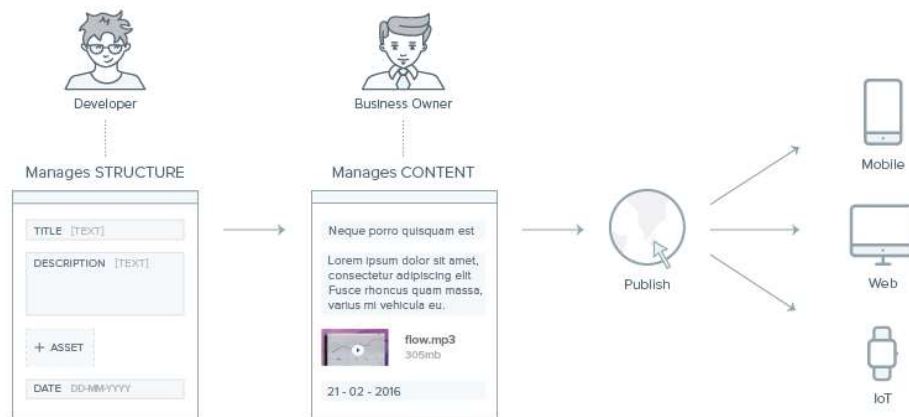 Developer
Manages STRUCTURE
TITLE [TEXT]
DESCRIPTION [TEXT]
+ ASSET
DATE DD-MM-YYYY
Business Owner
Manages CONTENT
Neque porro quisquam est
Lorem ipsum dolor sit amet,
consectetur adipiscing elit
Fusce rhoncus quam massa,
varius mi vehicula eu.
flow.mp3
305mb
21 - 02 - 2016
Publish
Mobile
Web
IoT